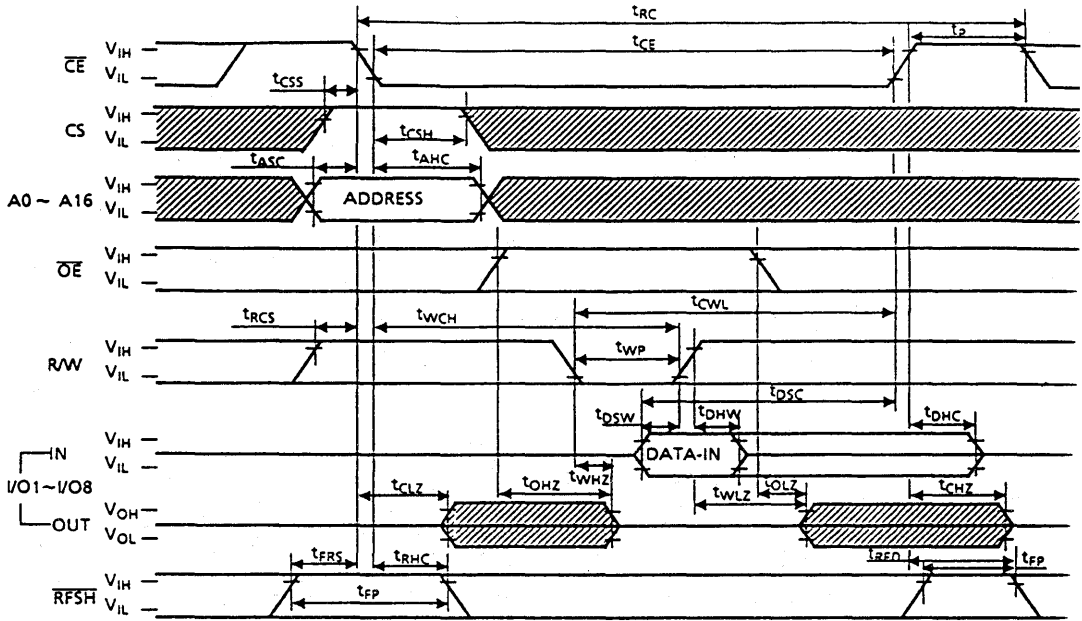 tRC
VIH
tCE
tP
CE
VIL
tCSS
VIH
CS
VIL
tCSH
tASC
tAHC
VIH
A0 ~ A16
ADDRESS
VIL
VIH
OE
VIL
tCWL
tRCS
tWCH
VIH
R/W
tWP
VIL
tDSC
tDSW
tDHW
tDHC
VIH
IN
DATA-IN
VIL
I/O1~I/O8
tWHZ
tCLZ
tOHZ
tWLZ
tOLZ
tCHZ
VOH
OUT
VOL
tFRS
tRHC
tRFD
tFP
VIH
RFSH
tFP
VIL